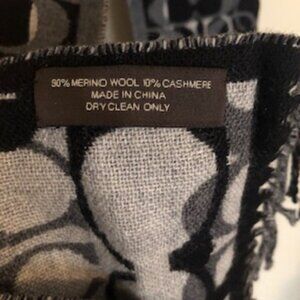 90% MERINO WOOL 10% CASHMERE
MADE IN CHINA
DRY CLEAN ONLY